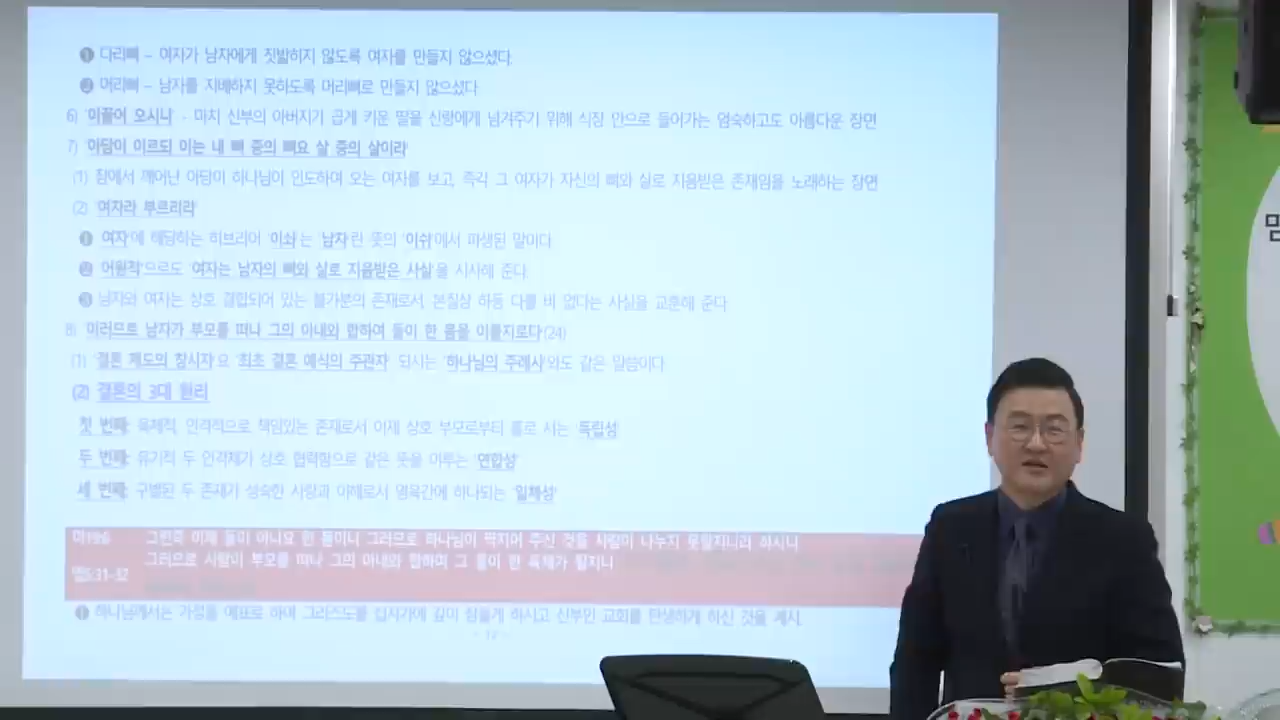 ❶ 다리뼈 – 여자가 남자에게 짓밟히지 않도록 여자를 만들지 않으셨다.
❷ 머리뼈 – 남자를 지배하지 못하도록 머리뼈로 만들지 않으셨다.
6) '이끌어 오시니' - 마치 신부의 아버지가 곱게 키운 딸을 신랑에게 넘겨주기 위해 식장 안으로 들어가는 엄숙하고도 아름다운 장면
7) '아담이 이르되 이는 내 뼈 중의 뼈요 살 중의 살이라'
(1) 잠에서 깨어난 아담이 하나님이 인도하여 오는 여자를 보고, 즉각 그 여자가 자신의 뼈와 살로 지음받은 존재임을 노래하는 장면
(2) '여자라 부르리라'
❶ '여자'에 해당하는 히브리어 '이솨'는 '남자'란 뜻의 '이쉬'에서 파생된 말이다.
❷ '어원적'으로도 '여자는 남자의 뼈와 살로 지음받은 사실'을 시사해 준다.
❸ 남자와 여자는 상호 결합되어 있는 불가분의 존재로서, 본질상 하등 다를 바 없다는 사실을 교훈해 준다.
8) '이러므로 남자가 부모를 떠나 그의 아내와 합하여 둘이 한 몸을 이룰지로다'(24)
(1) '결혼 제도의 창시자'요 '최초 결혼 예식의 주관자' 되시는 '하나님의 주례사'와도 같은 말씀이다.
(2) 결론의 3대 원리
첫 번째: 육체적, 인격적으로 책임있는 존재로서 이제 상호 부모로부터 홀로 서는 '독립성'
두 번째: 유기적 두 인격체가 상호 협력함으로 같은 뜻을 이루는 '연합성'
세 번째: 구별된 두 존재가 성숙한 사랑과 이해로서 영육간에 하나되는 '일체성'
마19:6 그런즉 이제 둘이 아니요 한 몸이니 그러므로 하나님이 짝지어 주신 것을 사람이 나누지 못할지니라 하시니
엡5:31-32 그러므로 사람이 부모를 떠나 그의 아내와 합하여 그 둘이 한 육체가 될지니
❶ 하나님께서는 가정을 예표로 하여 그리스도를 십자가에 깊이 잠들게 하시고 신부인 교회를 탄생하게 하신 것을 계시.